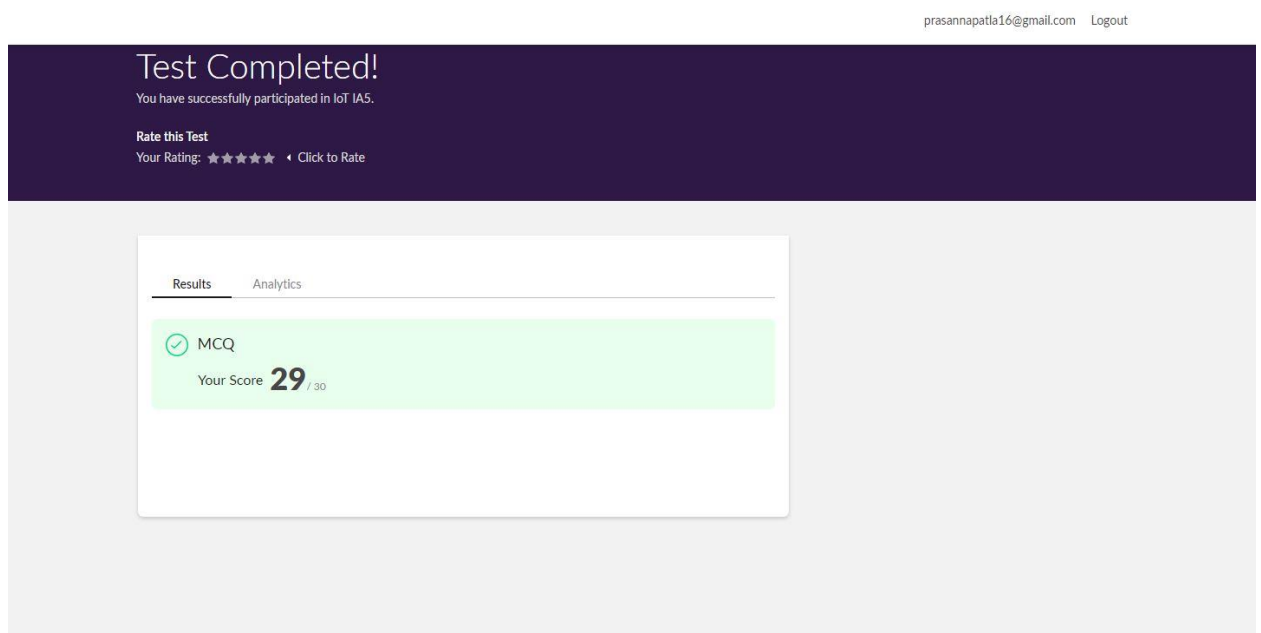 prasannapatla16@gmail.com Logout
Test Completed!
You have successfully participated in IoT IA5.
Rate this Test
Your Rating: Click to Rate
Results Analytics
MCQ
Your Score 29 / 30